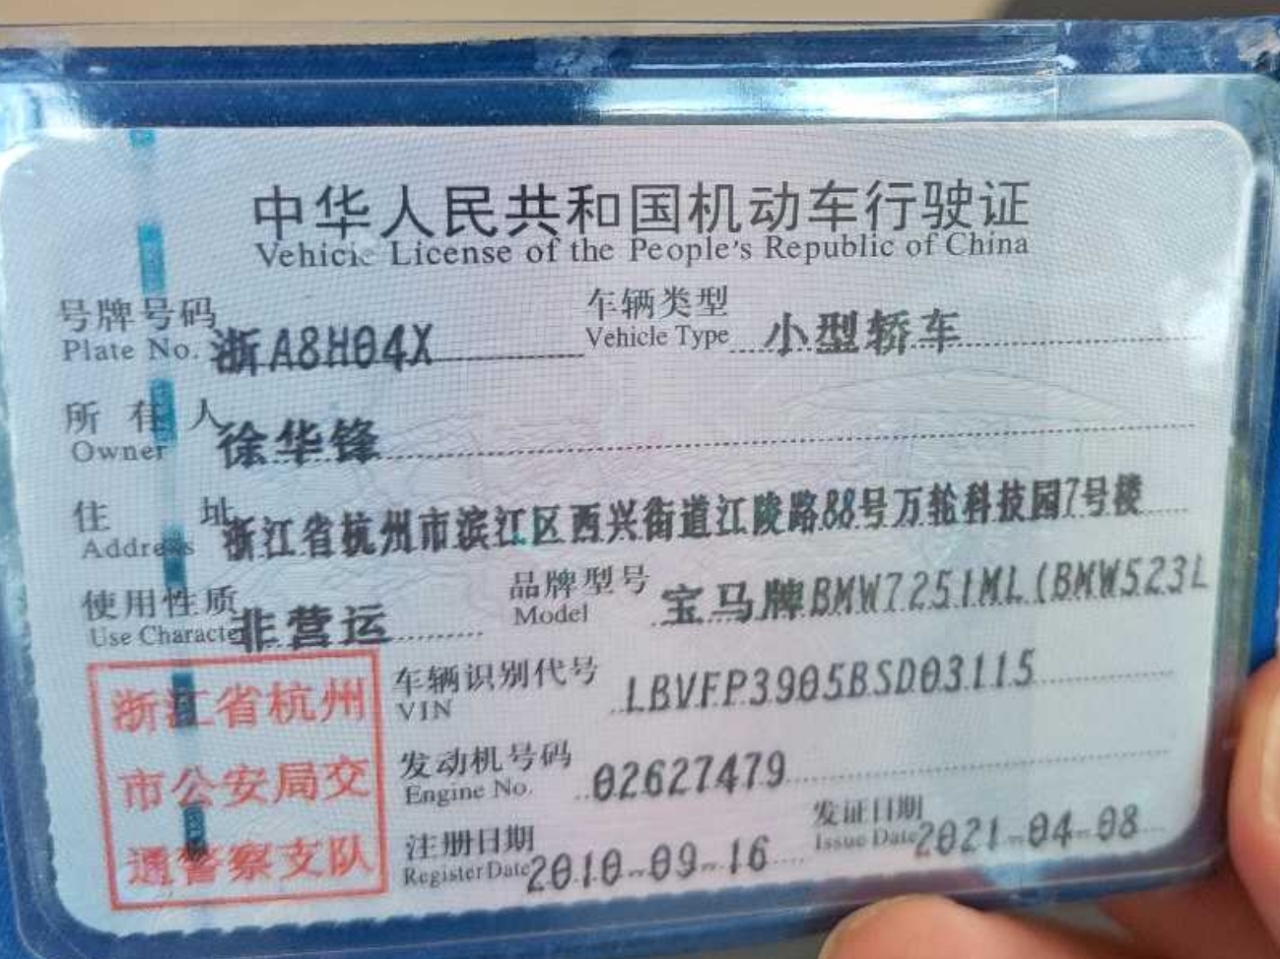 中华人民共和国机动车行驶证
Vehicle License of the People's Republic of China
号牌号码 浙A8H04X 车辆类型 小型轿车
Plate No. Vehicle Type
所有人 徐华锋
Owner
住址 浙江省杭州市滨江区西兴街道江陵路88号万轮科技园7号楼
Address
使用性质 非营运 品牌型号 宝马牌BMW7251ML(BMW523L
Use Character Model
浙江省杭州
市公安局交
通警察支队
车辆识别代号 LBVFP3905BSD03115
VIN
发动机号码 02627479
Engine No.
注册日期 2010-09-16 发证日期 2021-04-08
Register Date Issue Date